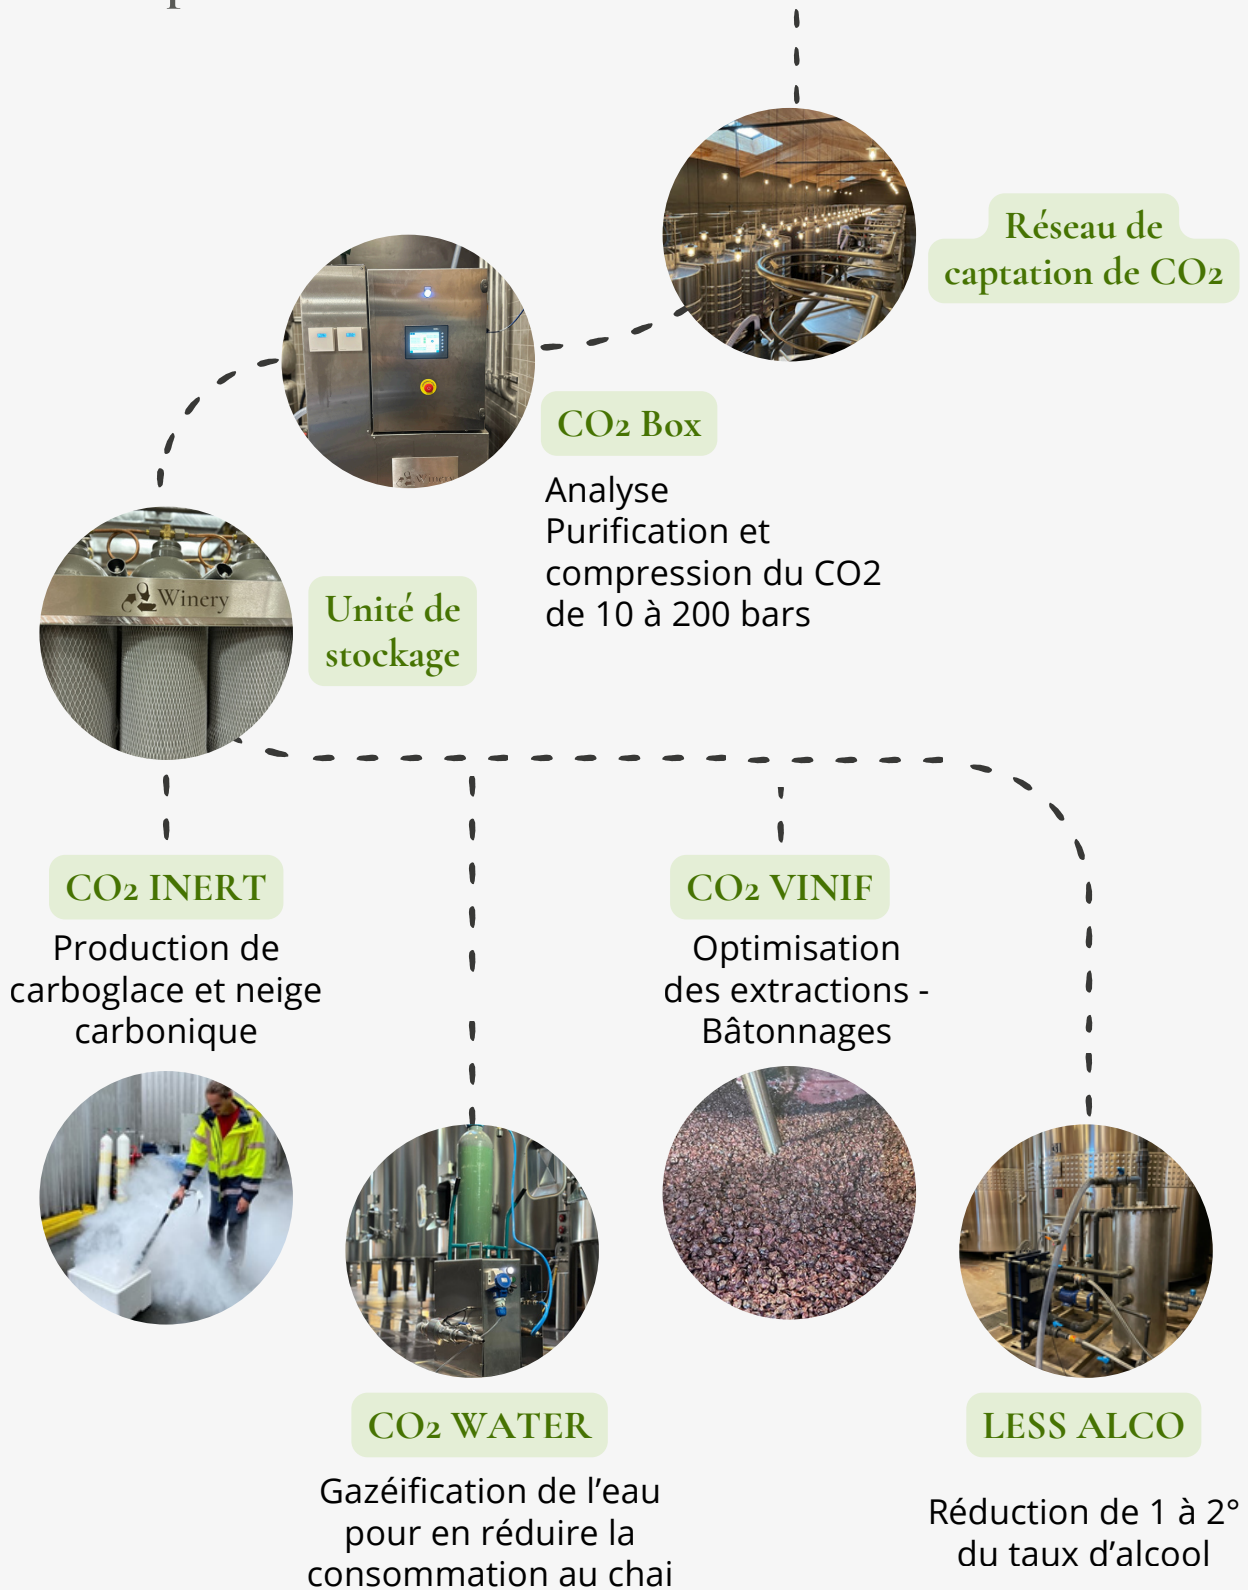 Réseau de
captation de CO2
CO2 Box
Analyse
Purification et
compression du CO2
de 10 à 200 bars
Winery
Unité de
stockage
CO2 INERT
Production de
carboglace et neige
carbonique
CO2 VINIF
Optimisation
des extractions -
Bâtonnages
CO2 WATER
Gazéification de l’eau
pour en réduire la
consommation au chai
LESS ALCO
Réduction de 1 à 2°
du taux d’alcool